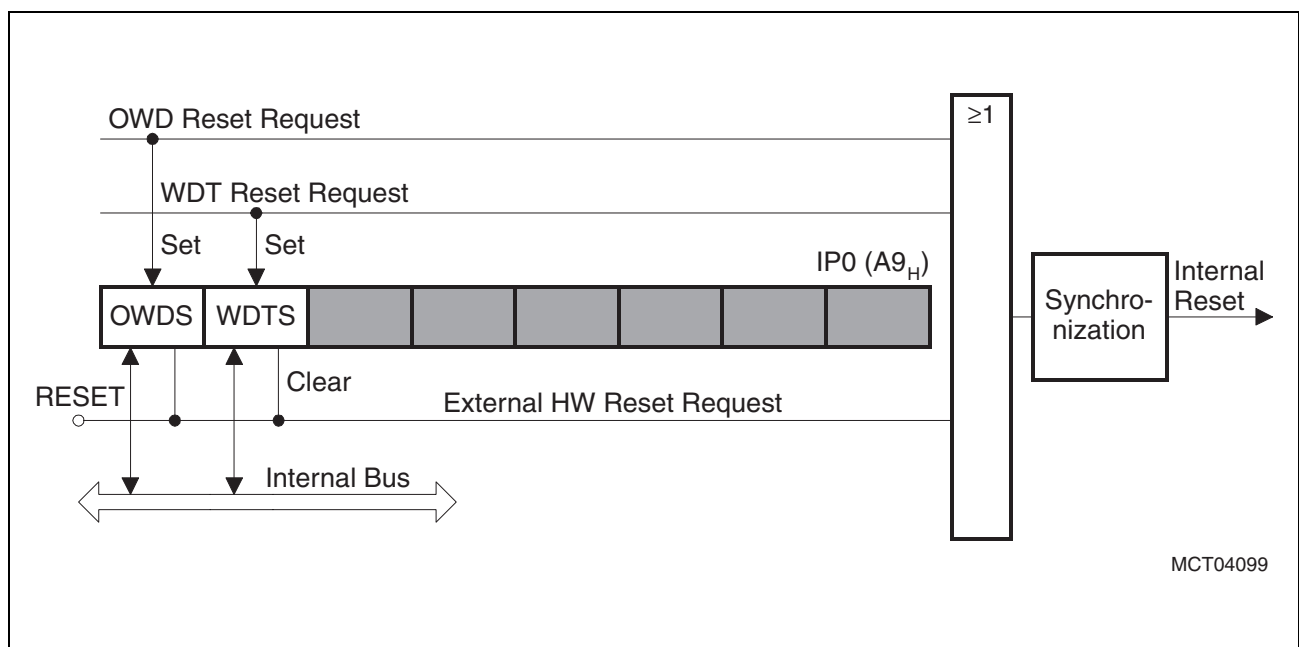 OWD Reset Request
≥1
WDT Reset Request
Set
Set
IP0 (A9H)
OWDS
WDTS
Synchro-
nization
Internal
Reset
Clear
RESET
External HW Reset Request
Internal Bus
MCT04099